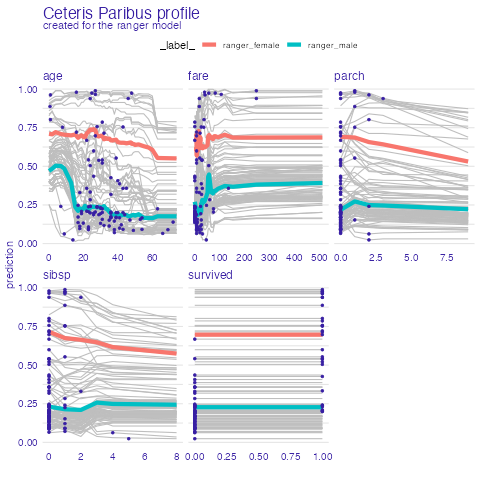 Ceteris Paribus profile
created for the ranger model
_label_ ranger_female ranger_male
age fare parch
1.00
0.75
0.50
0.25
0.00
0 20 40 60 0 100 200 300 400 500 0.0 2.5 5.0 7.5
prediction
sibsp survived
1.00
0.75
0.50
0.25
0.00
0 2 4 6 8 0.00 0.25 0.50 0.75 1.00